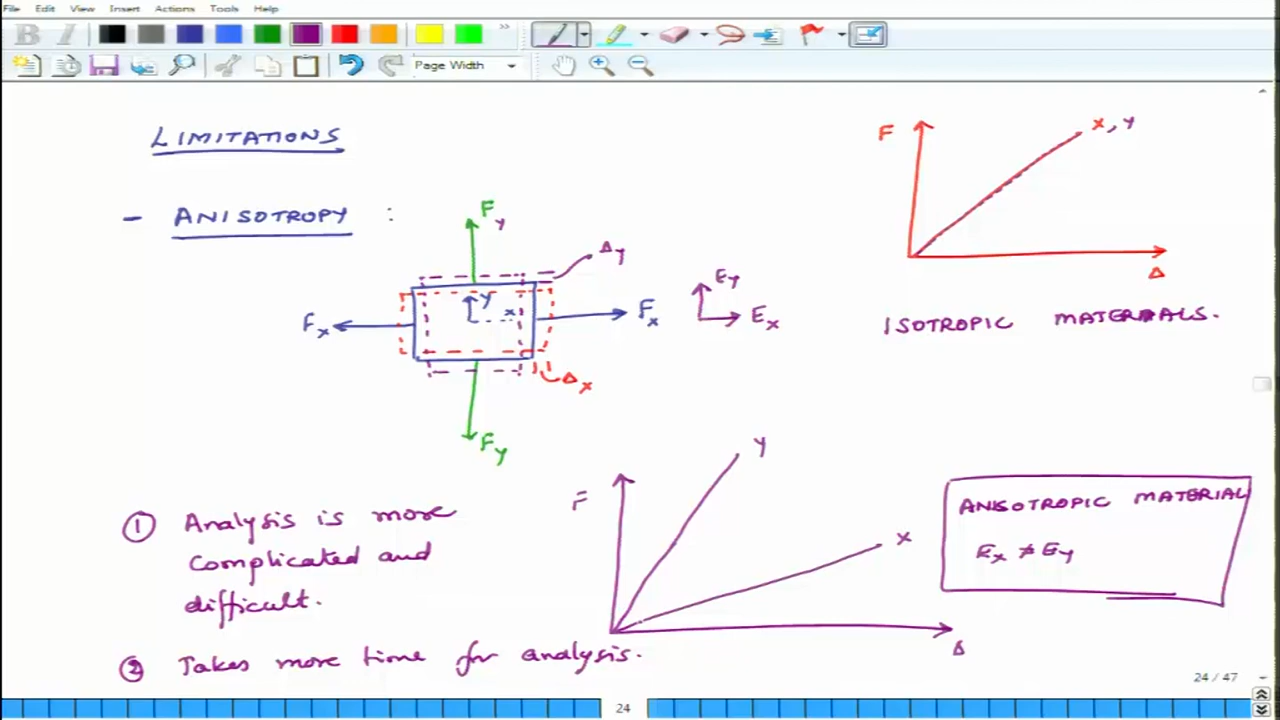 File Edit View Insert Actions Tools Help
B I
Page Width
LIMITATIONS
- ANISOTROPY :
Fy
Δy
y
x
Fx
Fx
Ey
Ex
Δx
Fy
F
x, y
Δ
ISOTROPIC MATERIALS.
① Analysis is more
complicated and
difficult.
② Takes more time for analysis.
F
y
x
Δ
ANISOTROPIC MATERIAL
Ex ≠ Ey
24 / 47
24